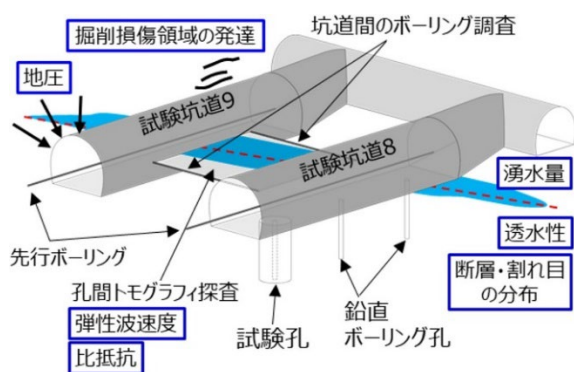 掘削損傷領域の発達
坑道間のボーリング調査
地圧
試験坑道9
試験坑道8
湧水量
先行ボーリング
透水性
孔間トモグラフィ探査
断層・割れ目
の分布
弾性波速度
試験孔
鉛直
ボーリング孔
比抵抗